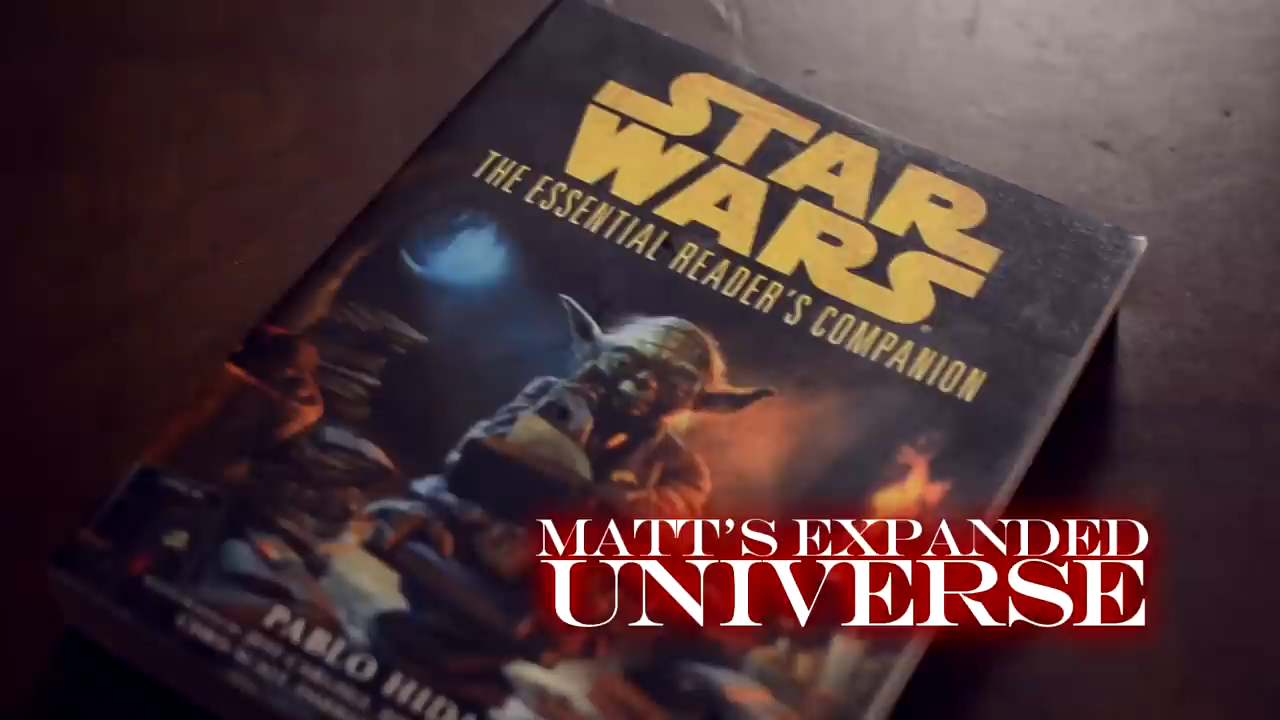 STAR
WARS
THE ESSENTIAL READER'S COMPANION
MATT'S EXPANDED
UNIVERSE
PABLO